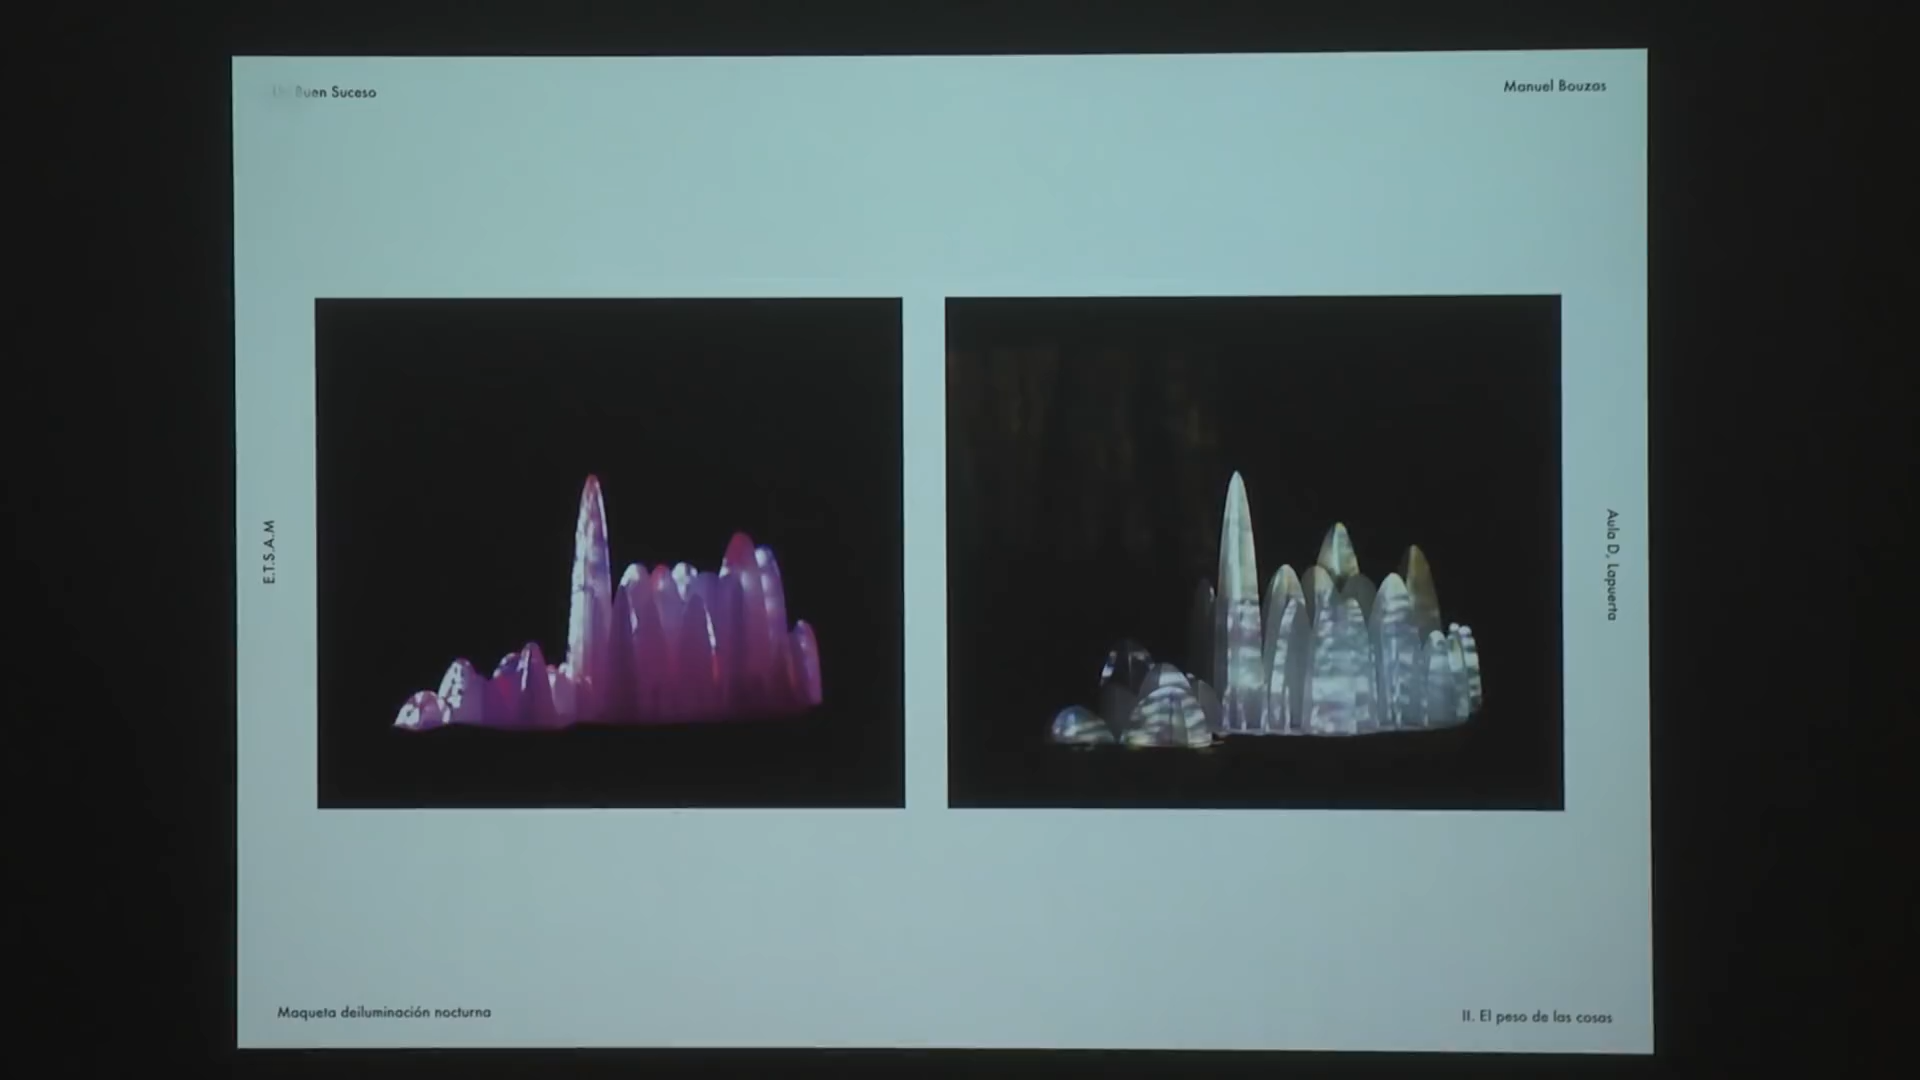 Buen Suceso
Manuel Bouzas
E.T.S.A.M
Aula D, Lapuerta
Maqueta deiluminación nocturna
II. El peso de las cosas